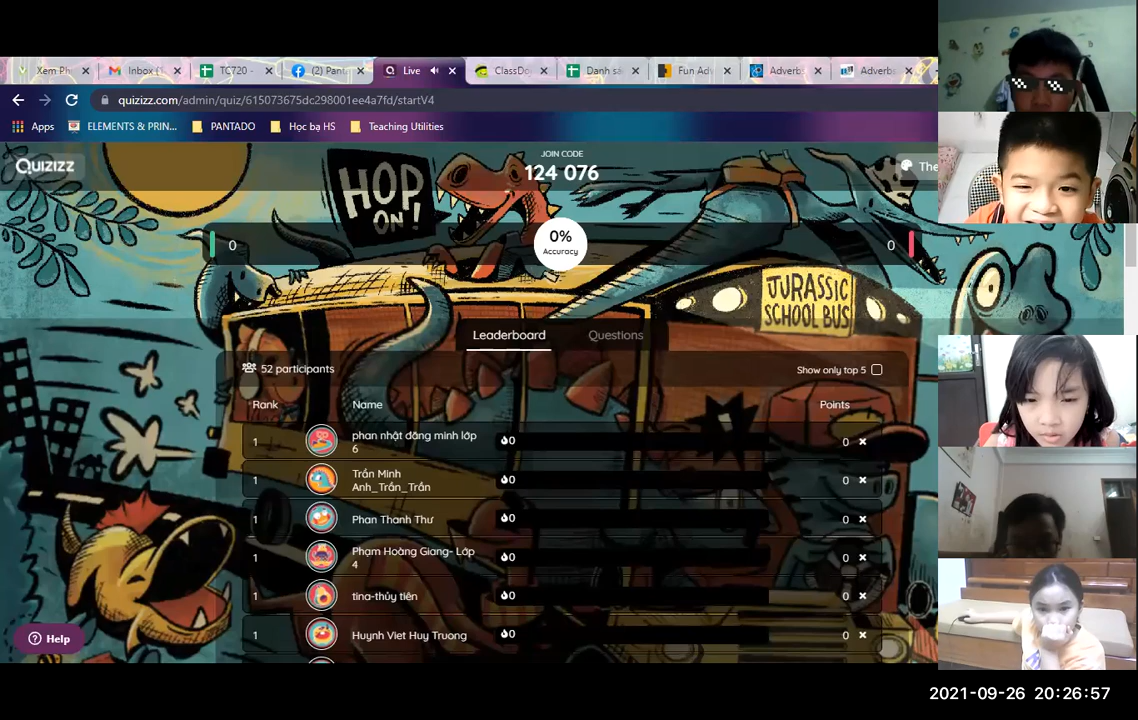 Xem Ph
Inbox (1
TC720 -
(2) Pant
Live
ClassDo
Danh sá
Fun Adv
Adverbs
Adverbs
quizizz.com/admin/quiz/615073675dc298001ee4a7fd/startV4
Apps
ELEMENTS & PRIN...
PANTADO
Học bạ HS
Teaching Utilities
Quizizz
JOIN CODE
124 076
The
HOP
ON!
0
0%
Accuracy
0
JURASSIC
SCHOOL BUS
Leaderboard
Questions
52 participants
Show only top 5
Rank Name Points
1 phan nhật đăng minh lớp
6
0 0
1 Trần Minh
Anh_Trần_Trần
0 0
1 Phan Thanh Thư 0 0
1 Phạm Hoàng Giang- Lớp
4
0 0
1 tina-thủy tiên 0 0
1 Huynh Viet Huy Truong 0 0
Help
2021-09-26 20:26:57